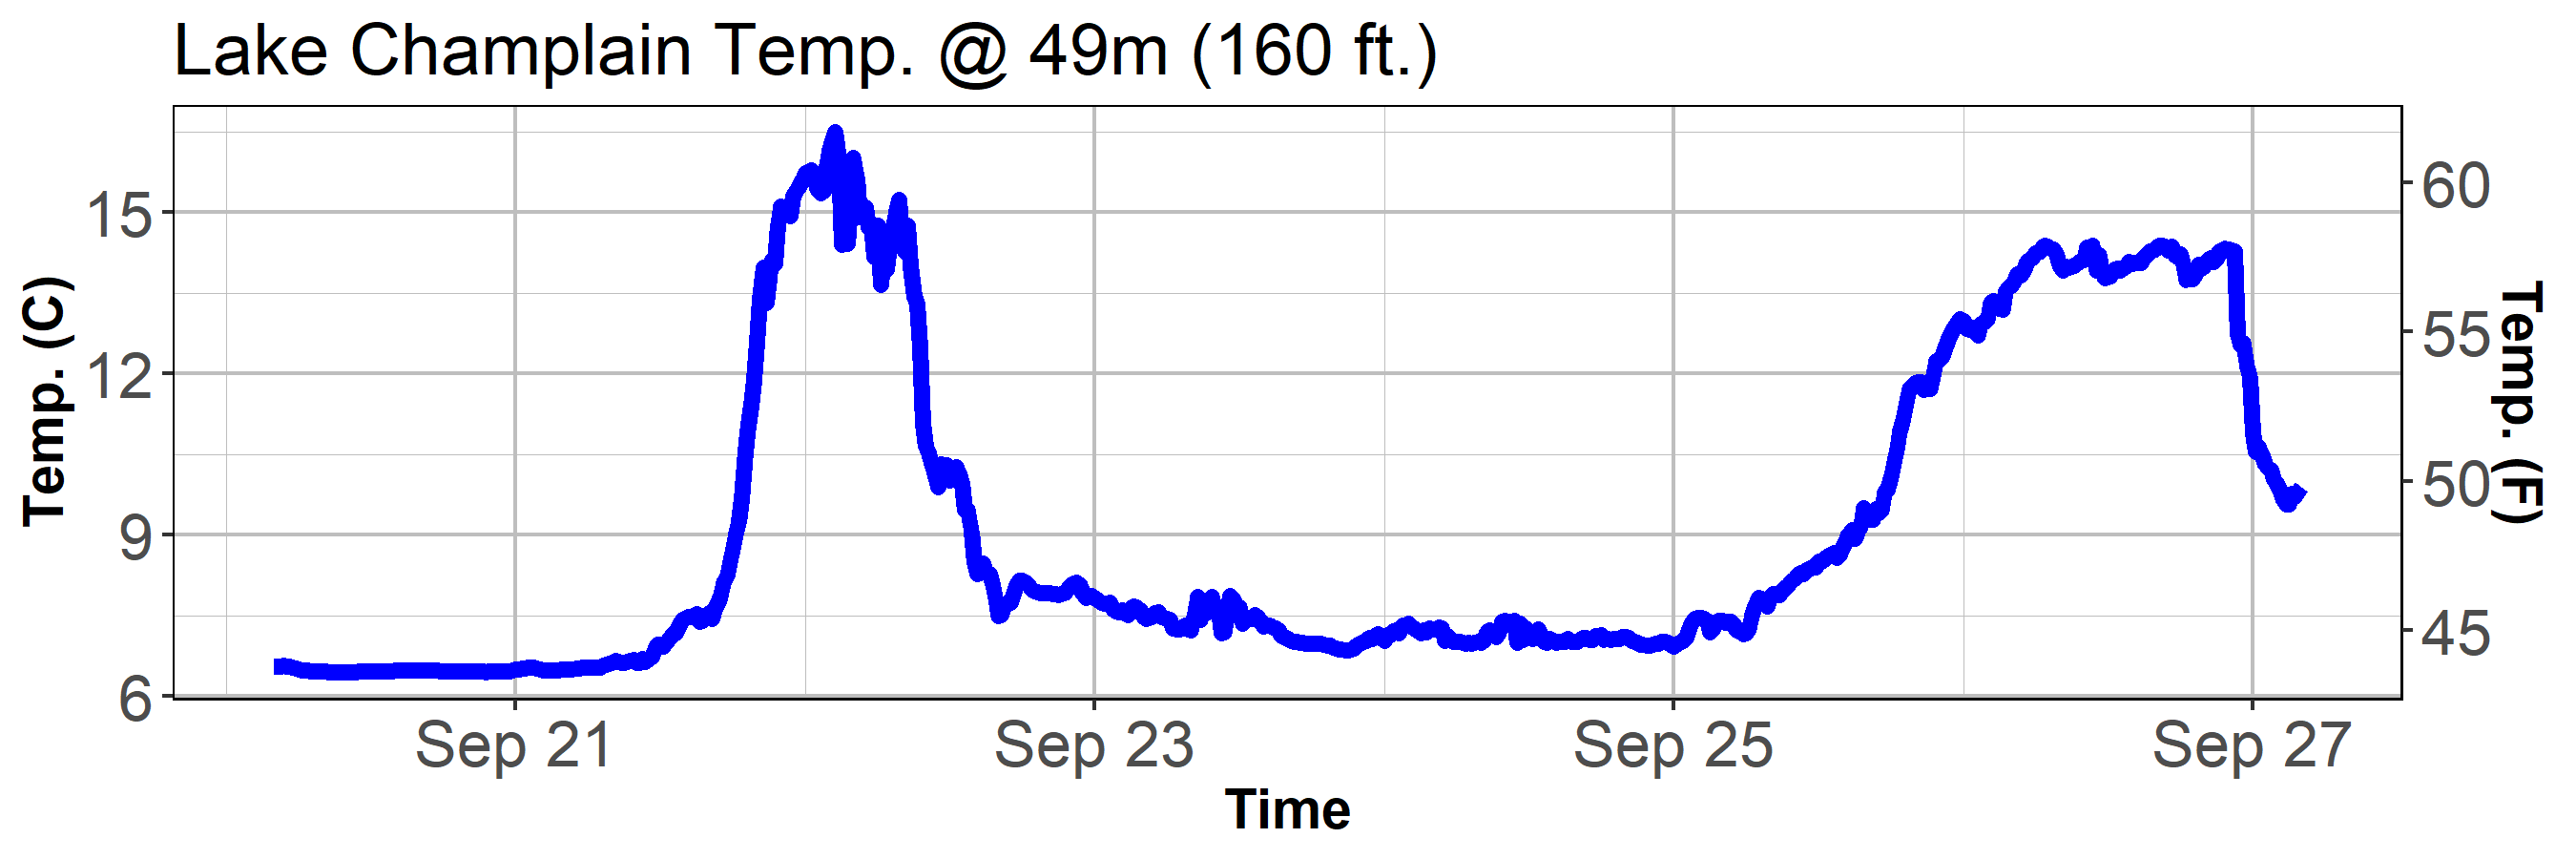 Lake Champlain Temp. @ 49m (160 ft.)
Temp. (C)
15
12
9
6
60
55
50
45
Temp. (F)
Sep 21
Sep 23
Sep 25
Sep 27
Time